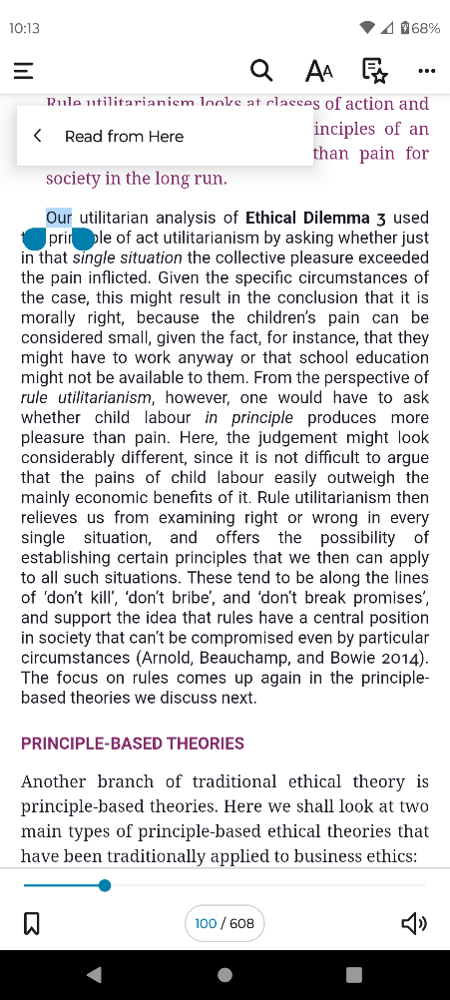 10:13
68%
AA
Rule utilitarianism looks at classes of action and
Read from Here
inciples of an
than pain for
society in the long run.
Our utilitarian analysis of Ethical Dilemma 3 used
ple of act utilitarianism by asking whether just
in that single situation the collective pleasure exceeded
the pain inflicted. Given the specific circumstances of
the case, this might result in the conclusion that it is
morally right, because the children's pain can be
considered small, given the fact, for instance, that they
might have to work anyway or that school education
might not be available to them. From the perspective of
rule utilitarianism, however, one would have to ask
whether child labour in principle produces more
pleasure than pain. Here, the judgement might look
considerably different, since it is not difficult to argue
that the pains of child labour easily outweigh the
mainly economic benefits of it. Rule utilitarianism then
relieves us from examining right or wrong in every
single situation, and offers the possibility of
establishing certain principles that we then can apply
to all such situations. These tend to be along the lines
of 'don't kill', 'don't bribe', and 'don't break promises',
and support the idea that rules have a central position
in society that can't be compromised even by particular
circumstances (Arnold, Beauchamp, and Bowie 2014).
The focus on rules comes up again in the principle-
based theories we discuss next.
PRINCIPLE-BASED THEORIES
Another branch of traditional ethical theory is
principle-based theories. Here we shall look at two
main types of principle-based ethical theories that
have been traditionally applied to business ethics:
100 / 608